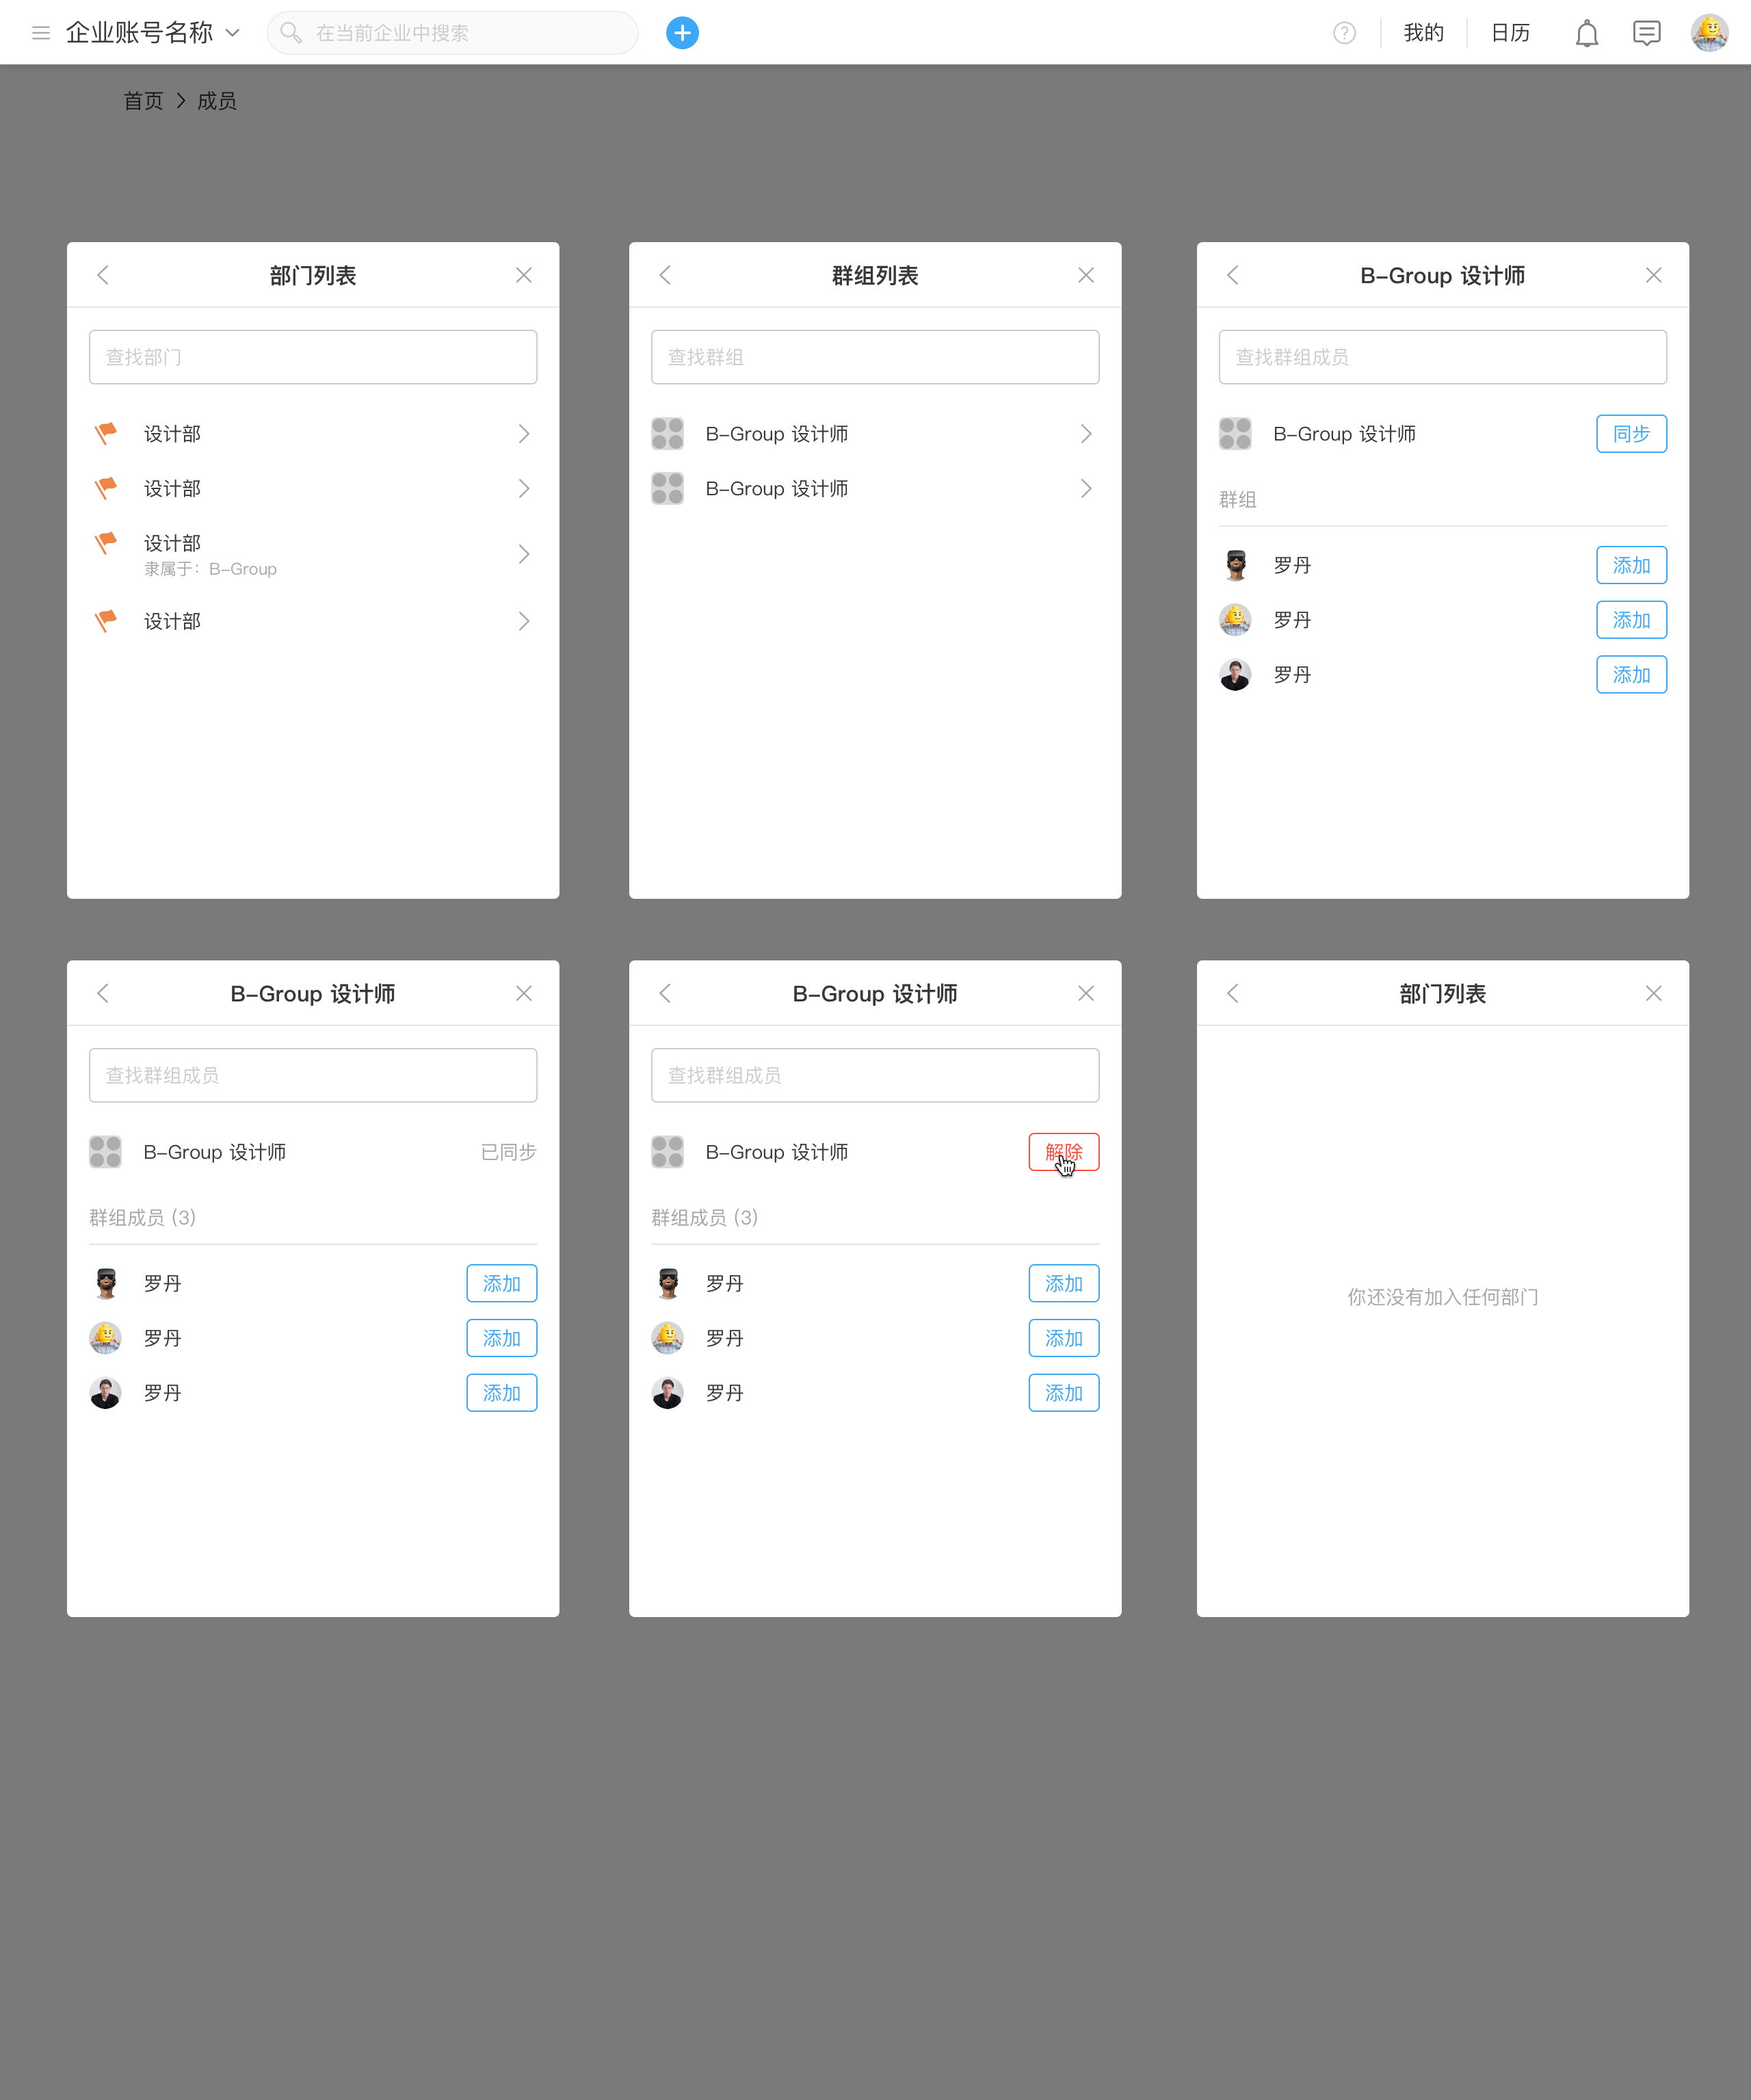 企业账号名称
在当前企业中搜索
我的
日历
首页 > 成员
部门列表
查找部门
设计部
设计部
设计部
隶属于：B-Group
设计部
群组列表
查找群组
B-Group 设计师
B-Group 设计师
B-Group 设计师
查找群组成员
B-Group 设计师 同步
群组
罗丹 添加
罗丹 添加
罗丹 添加
B-Group 设计师
查找群组成员
B-Group 设计师 已同步
群组成员 (3)
罗丹 添加
罗丹 添加
罗丹 添加
B-Group 设计师
查找群组成员
B-Group 设计师 解除
群组成员 (3)
罗丹 添加
罗丹 添加
罗丹 添加
部门列表
你还没有加入任何部门